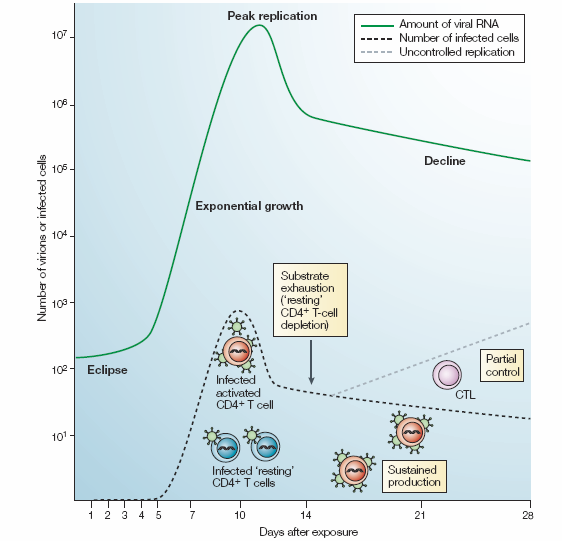 Peak replication
Amount of viral RNA
Number of infected cells
Uncontrolled replication
Number of virions or infected cells
10⁷
10⁶
10⁵
10⁴
10³
10²
10¹
Decline
Exponential growth
Substrate
exhaustion
('resting'
CD4⁺ T-cell
depletion)
Eclipse
Partial
control
CTL
Infected
activated
CD4⁺ T cell
Infected 'resting'
CD4⁺ T cells
Sustained
production
1 2 3 4 5 7 10 14 21 28
Days after exposure